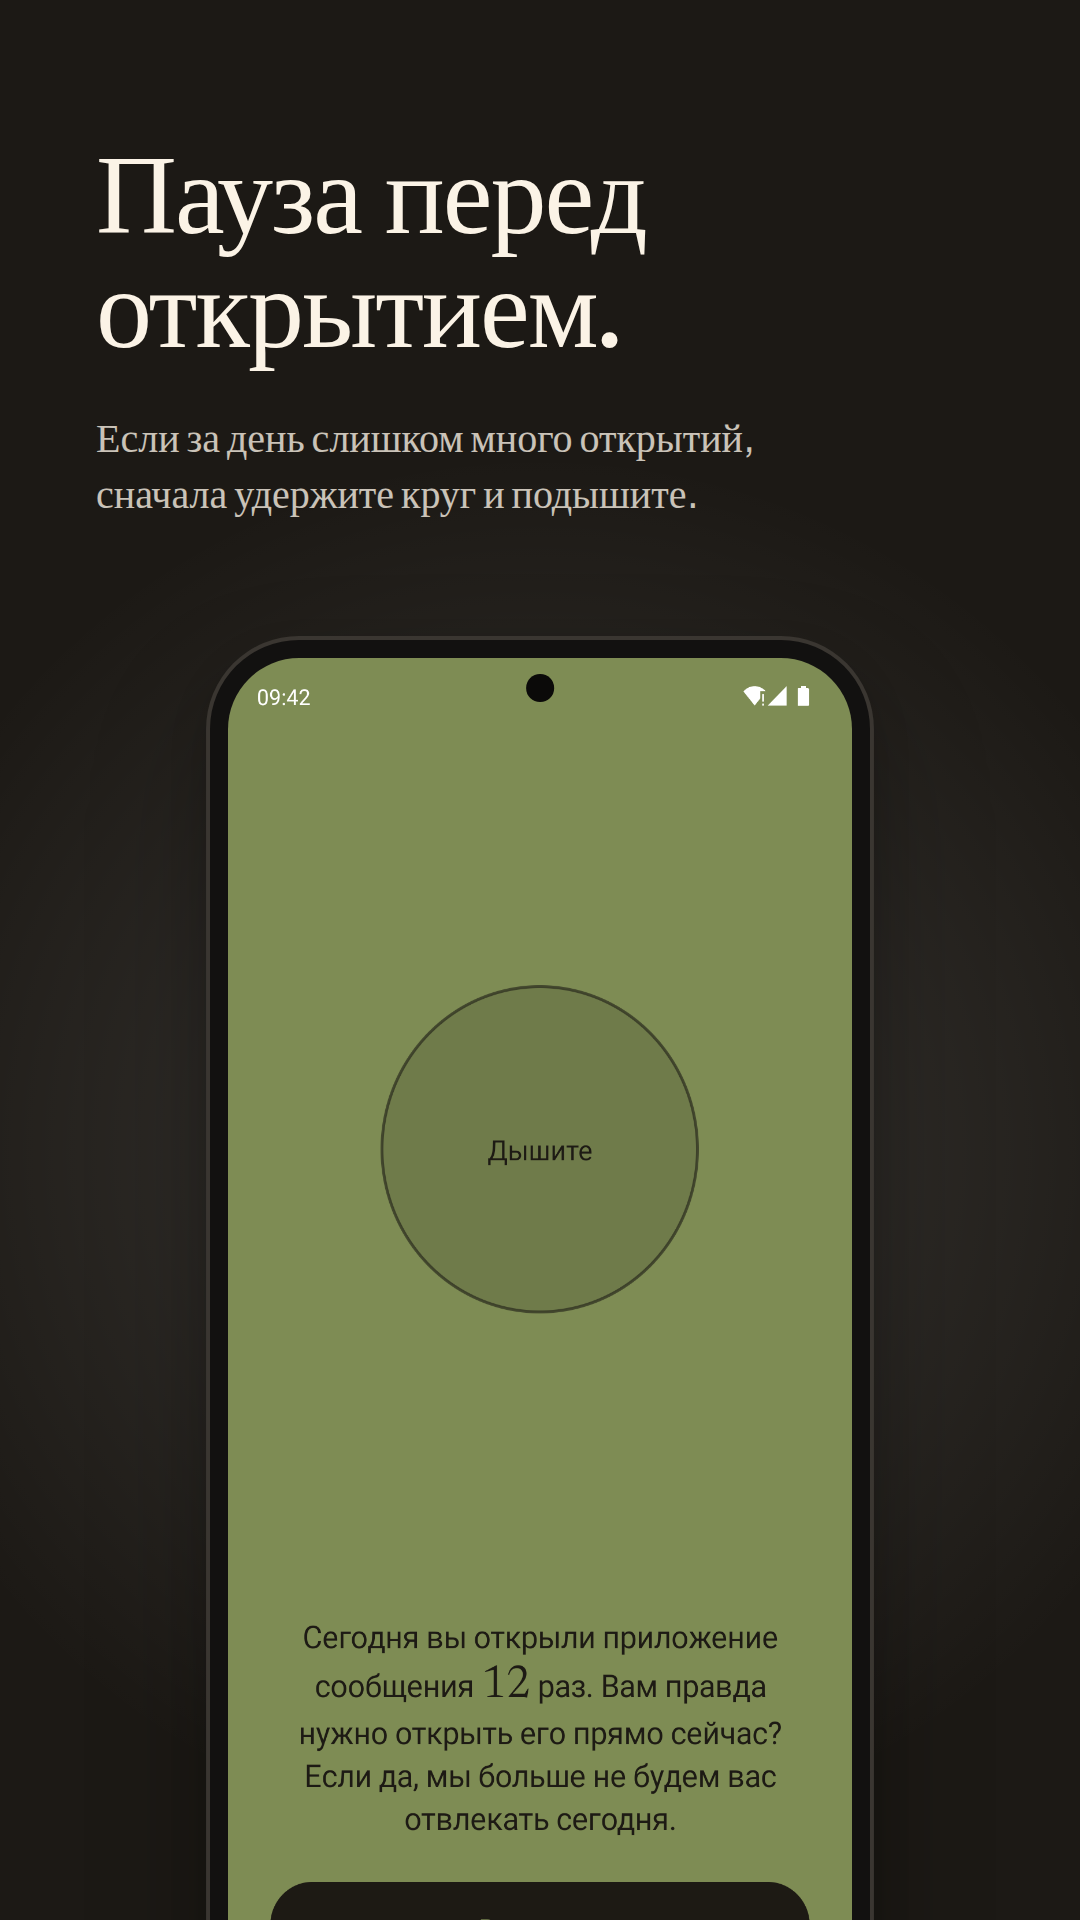 Пауза перед
открытием.
Если за день слишком много открытий,
сначала удержите круг и подышите.
09:42
Дышите
Сегодня вы открыли приложение
сообщения 12 раз. Вам правда
нужно открыть его прямо сейчас?
Если да, мы больше не будем вас
отвлекать сегодня.